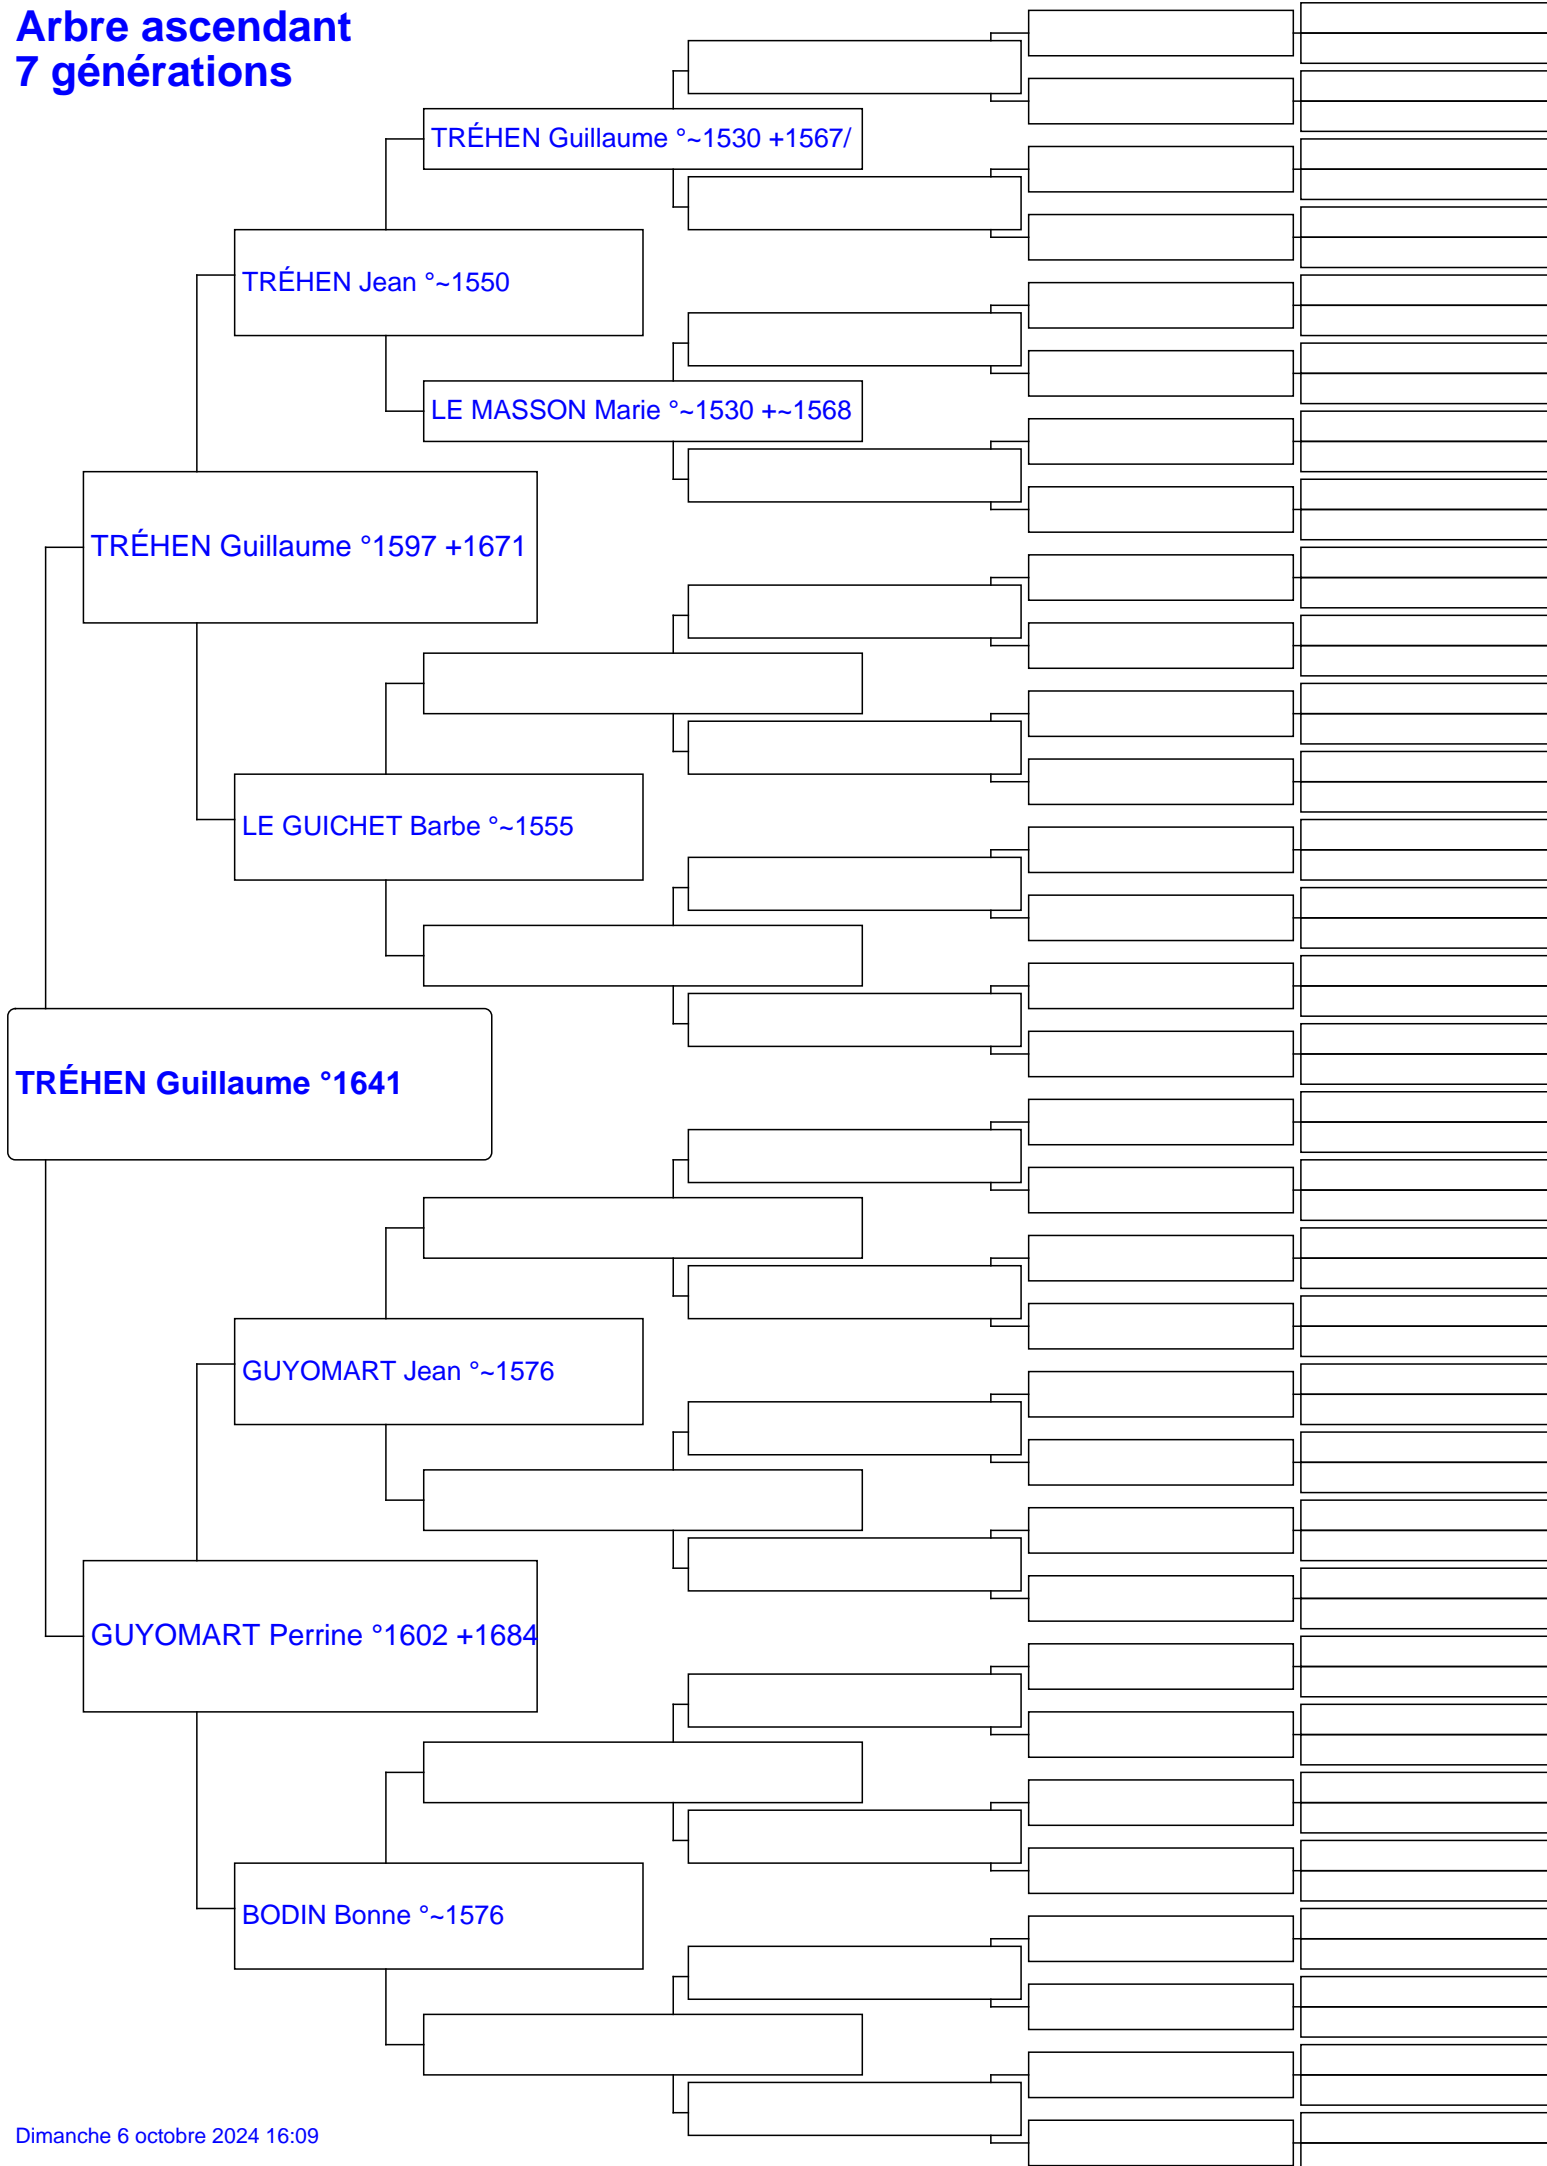 Arbre ascendant
7 générations
TRÉHEN Guillaume °~1530 +1567/
TRÉHEN Jean °~1550
LE MASSON Marie °~1530 +~1568
TRÉHEN Guillaume °1597 +1671
LE GUICHET Barbe °~1555
TRÉHEN Guillaume °1641
GUYOMART Jean °~1576
GUYOMART Perrine °1602 +1684
BODIN Bonne °~1576
Dimanche 6 octobre 2024 16:09